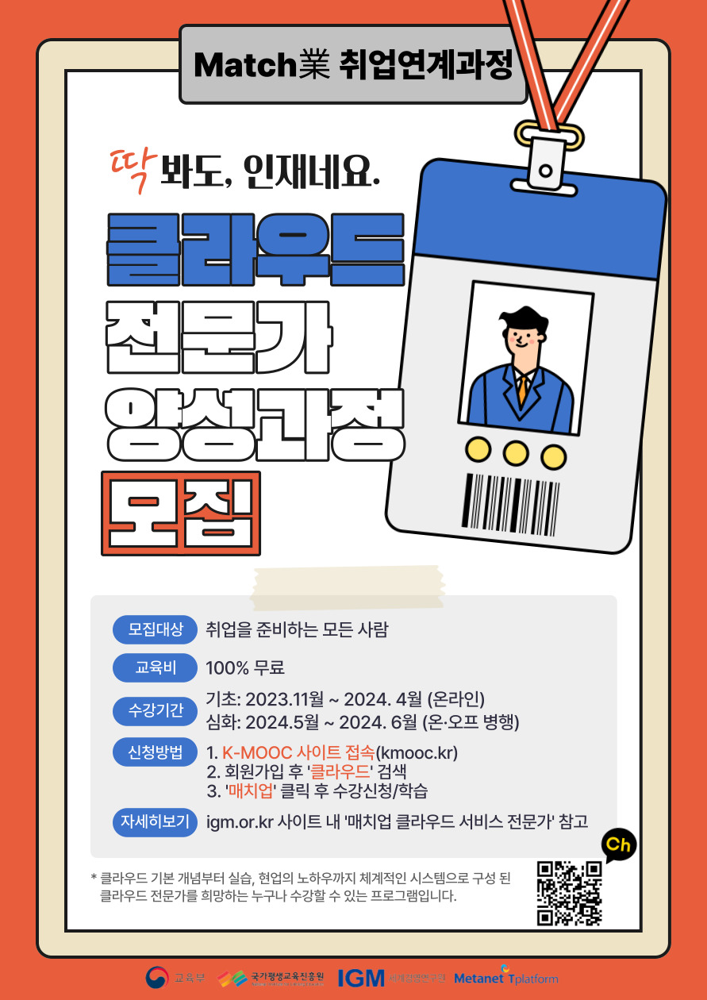 Match業 취업연계과정
딱 봐도, 인재네요.
클라우드
전문가
양성과정
모집
모집대상 취업을 준비하는 모든 사람
교육비 100% 무료
수강기간 기초: 2023.11월 ~ 2024. 4월 (온라인)
심화: 2024.5월 ~ 2024. 6월 (온·오프 병행)
신청방법 1. K-MOOC 사이트 접속(kmooc.kr)
2. 회원가입 후 '클라우드' 검색
3. '매치업' 클릭 후 수강신청/학습
자세히보기 igm.or.kr 사이트 내 '매치업 클라우드 서비스 전문가' 참고
Ch
* 클라우드 기본 개념부터 실습, 현업의 노하우까지 체계적인 시스템으로 구성 된
클라우드 전문가를 희망하는 누구나 수강할 수 있는 프로그램입니다.
교육부 국가평생교육진흥원 IGM 세계경영연구원 Metanet Tplatform